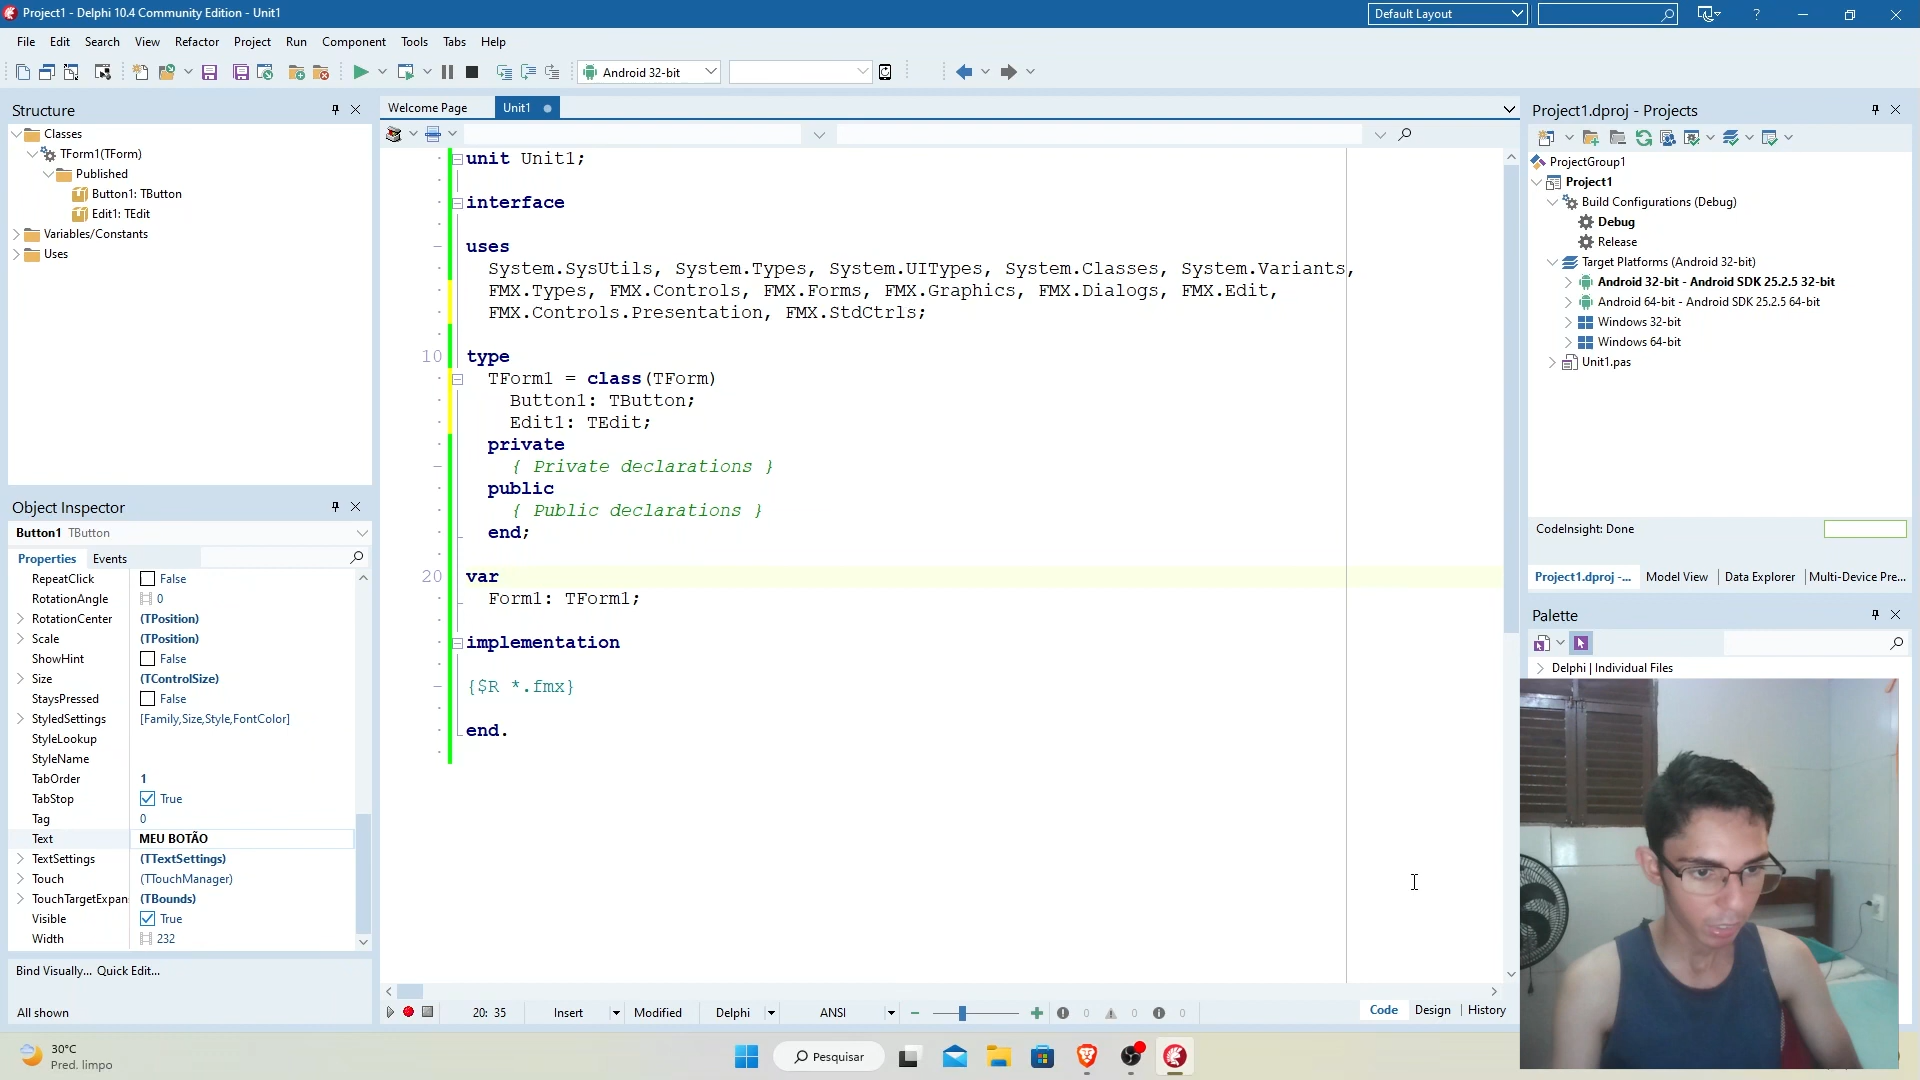 Project1 - Delphi 10.4 Community Edition - Unit1
Default Layout
?
File Edit Search View Refactor Project Run Component Tools Tabs Help
Android 32-bit
Structure
Classes
TForm1(TForm)
Published
Button1: TButton
Edit1: TEdit
Variables/Constants
Uses
Object Inspector
Button1 TButton
Properties Events
RepeatClick False
RotationAngle 0
RotationCenter (TPosition)
Scale (TPosition)
ShowHint False
Size (TControlSize)
StaysPressed False
StyledSettings [Family,Size,Style,FontColor]
StyleLookup
StyleName
TabOrder 1
TabStop True
Tag 0
Text MEU BOTÃO
TextSettings (TTextSettings)
Touch (TTouchManager)
TouchTargetExpan (TBounds)
Visible True
Width 232
Bind Visually... Quick Edit...
All shown
Welcome Page Unit1
unit Unit1;
interface
uses
System.SysUtils, System.Types, System.UITypes, System.Classes, System.Variants,
FMX.Types, FMX.Controls, FMX.Forms, FMX.Graphics, FMX.Dialogs, FMX.Edit,
FMX.Controls.Presentation, FMX.StdCtrls;
10 type
TForm1 = class(TForm)
Button1: TButton;
Edit1: TEdit;
private
{ Private declarations }
public
{ Public declarations }
end;
20 var
Form1: TForm1;
implementation
{$R *.fmx}
end.
20: 35 Insert Modified Delphi ANSI 0 0 0
Code Design History
Project1.dproj - Projects
ProjectGroup1
Project1
Build Configurations (Debug)
Debug
Release
Target Platforms (Android 32-bit)
Android 32-bit - Android SDK 25.2.5 32-bit
Android 64-bit - Android SDK 25.2.5 64-bit
Windows 32-bit
Windows 64-bit
Unit1.pas
CodeInsight: Done
Project1.dproj -... Model View Data Explorer Multi-Device Pre...
Palette
Delphi | Individual Files
30°C
Pred. limpo
Pesquisar